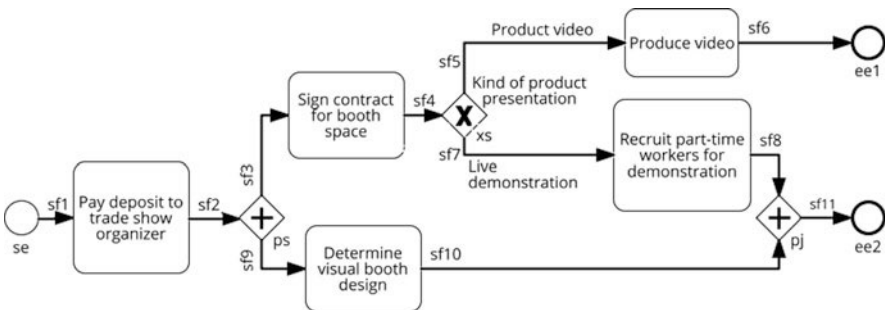 Product video
sf5
Produce video
sf6
ee1
Kind of product
presentation
Sign contract
for booth
space
sf4
X
xs
sf7
Live
demonstration
Recruit part-time
workers for
demonstration
sf8
sf3
sf1
Pay deposit to
trade show
organizer
sf2
se
ps
sf9
Determine
visual booth
design
sf10
pj
sf11
ee2